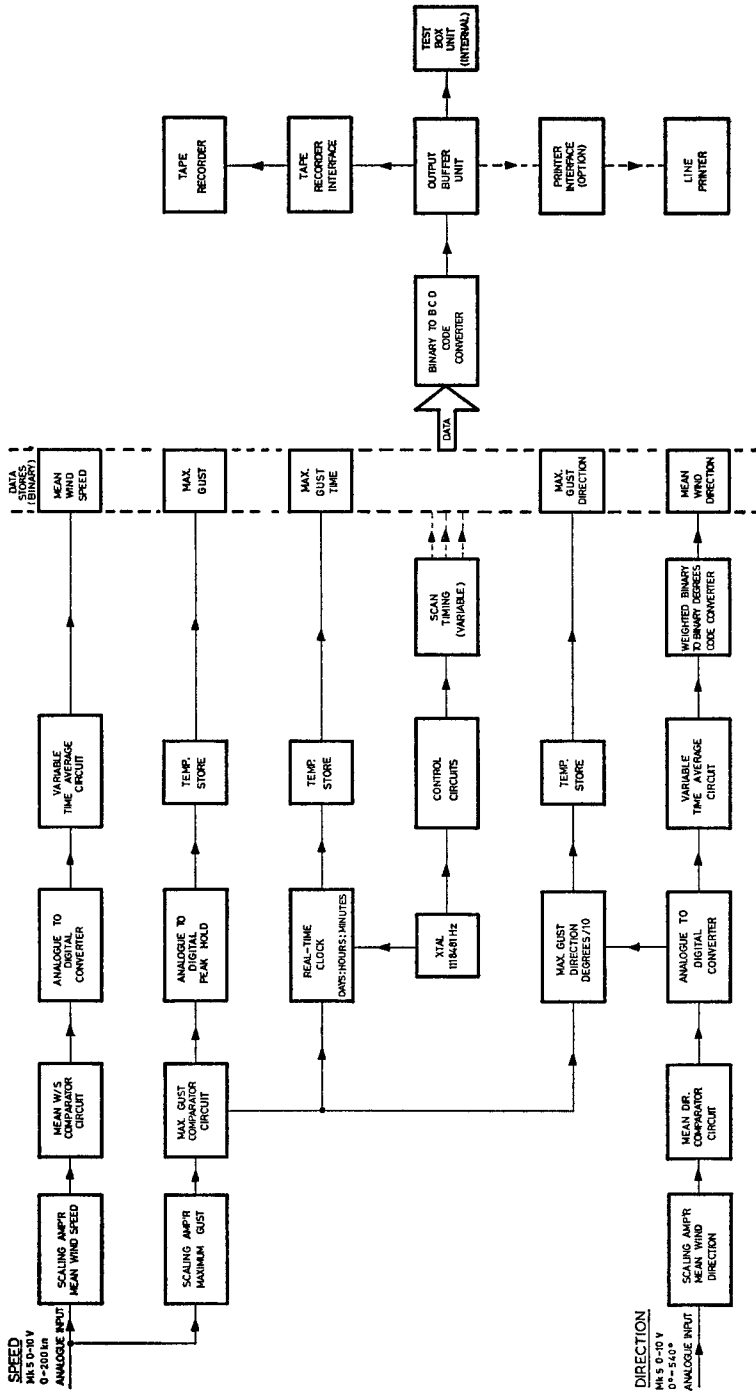 SPEED
Mk 5 0-10 V
0-200kn
ANALOGUE INPUT
SCALING AMP'R
MEAN WIND SPEED
MEAN W/S
COMPARATOR
CIRCUIT
ANALOGUE TO
DIGITAL
CONVERTER
VARIABLE
TIME AVERAGE
CIRCUIT
DATA
STORES
(BINARY)
MEAN
WIND
SPEED
SCALING AMP'R
MAXIMUM GUST
MAX. GUST
COMPARATOR
CIRCUIT
ANALOGUE TO
DIGITAL
PEAK HOLD
TEMP.
STORE
MAX.
GUST
REAL-TIME
CLOCK
DAYS:HOURS:MINUTES
TEMP.
STORE
MAX.
GUST
TIME
XTAL
1118481 Hz
CONTROL
CIRCUITS
SCAN
TIMING
(VARIABLE)
DATA
BINARY TO B C D
CODE
CONVERTER
OUTPUT
BUFFER
UNIT
TEST
BOX
UNIT
(INTERNAL)
TAPE
RECORDER
INTERFACE
TAPE
RECORDER
PRINTER
INTERFACE
(OPTION)
LINE
PRINTER
MAX. GUST
DIRECTION
DEGREES/10
TEMP.
STORE
MAX.
GUST
DIRECTION
DIRECTION
Mk 5 0-10 V
0°-540°
ANALOGUE INPUT
SCALING AMP'R
MEAN WIND
DIRECTION
MEAN DIR.
COMPARATOR
CIRCUIT
ANALOGUE TO
DIGITAL
CONVERTER
VARIABLE
TIME AVERAGE
CIRCUIT
WEIGHTED BINARY
TO BINARY DEGREES
CODE CONVERTER
MEAN
WIND
DIRECTION